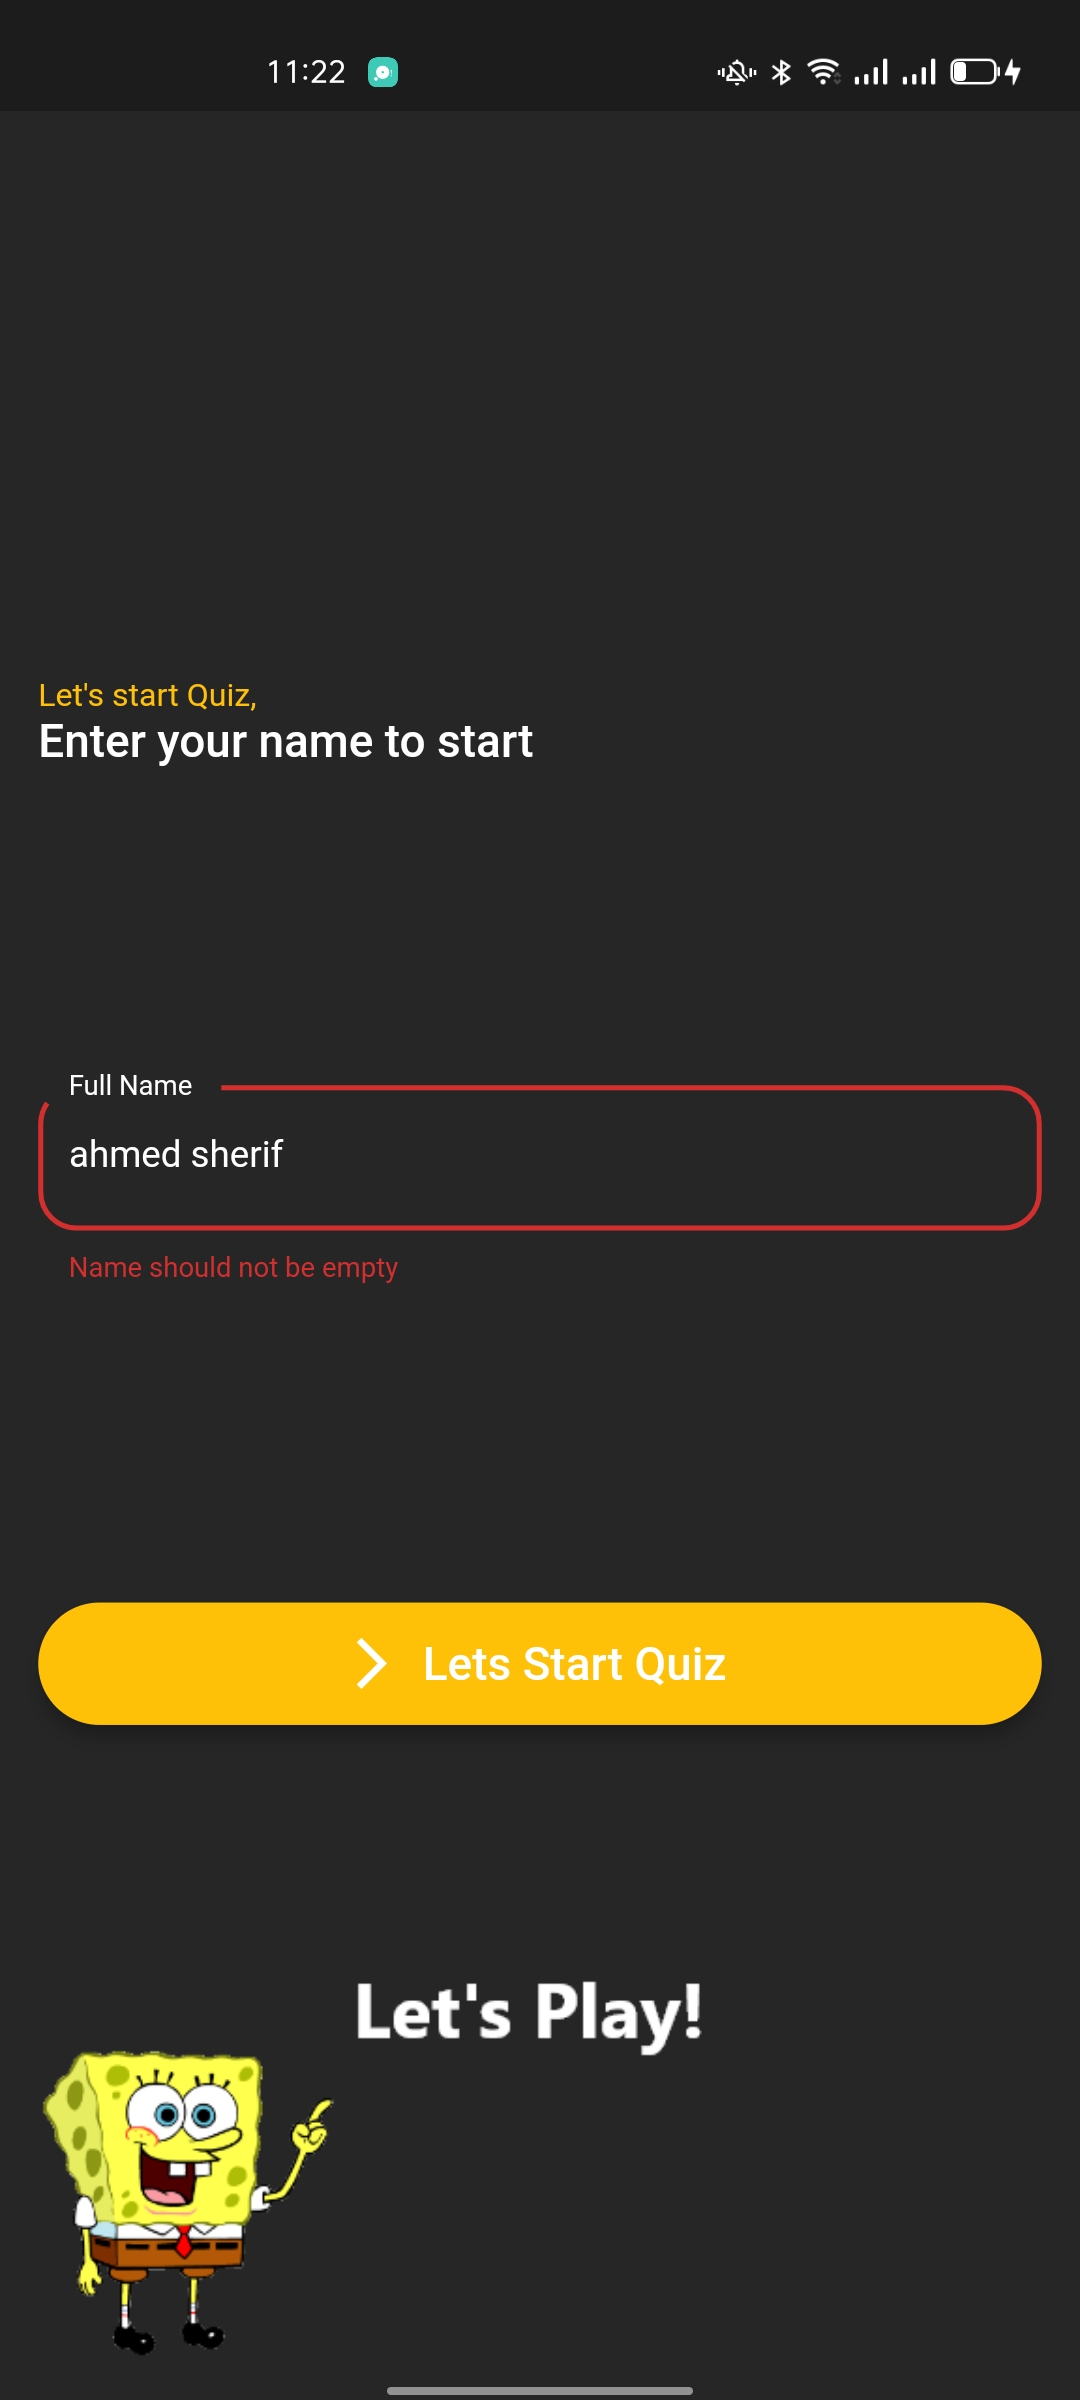 11:22
Let's start Quiz,
Enter your name to start
Full Name
ahmed sherif
Name should not be empty
Lets Start Quiz
Let's Play!